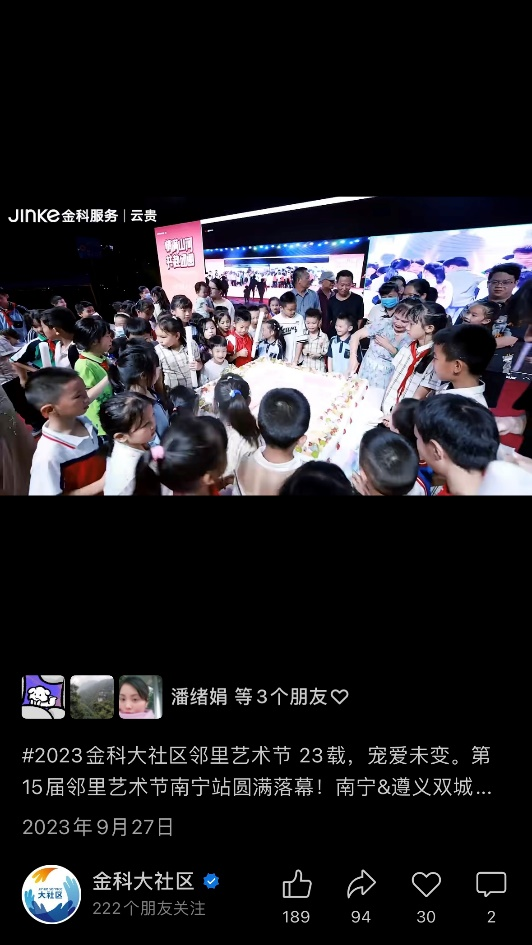 JINKE金科服务｜云贵
潘绪娟 等3个朋友♡
#2023金科大社区邻里艺术节 23载，宠爱未变。第
15届邻里艺术节南宁站圆满落幕！南宁&遵义双城...
2023年9月27日
大社区
金科大社区
222个朋友关注
189
94
30
2